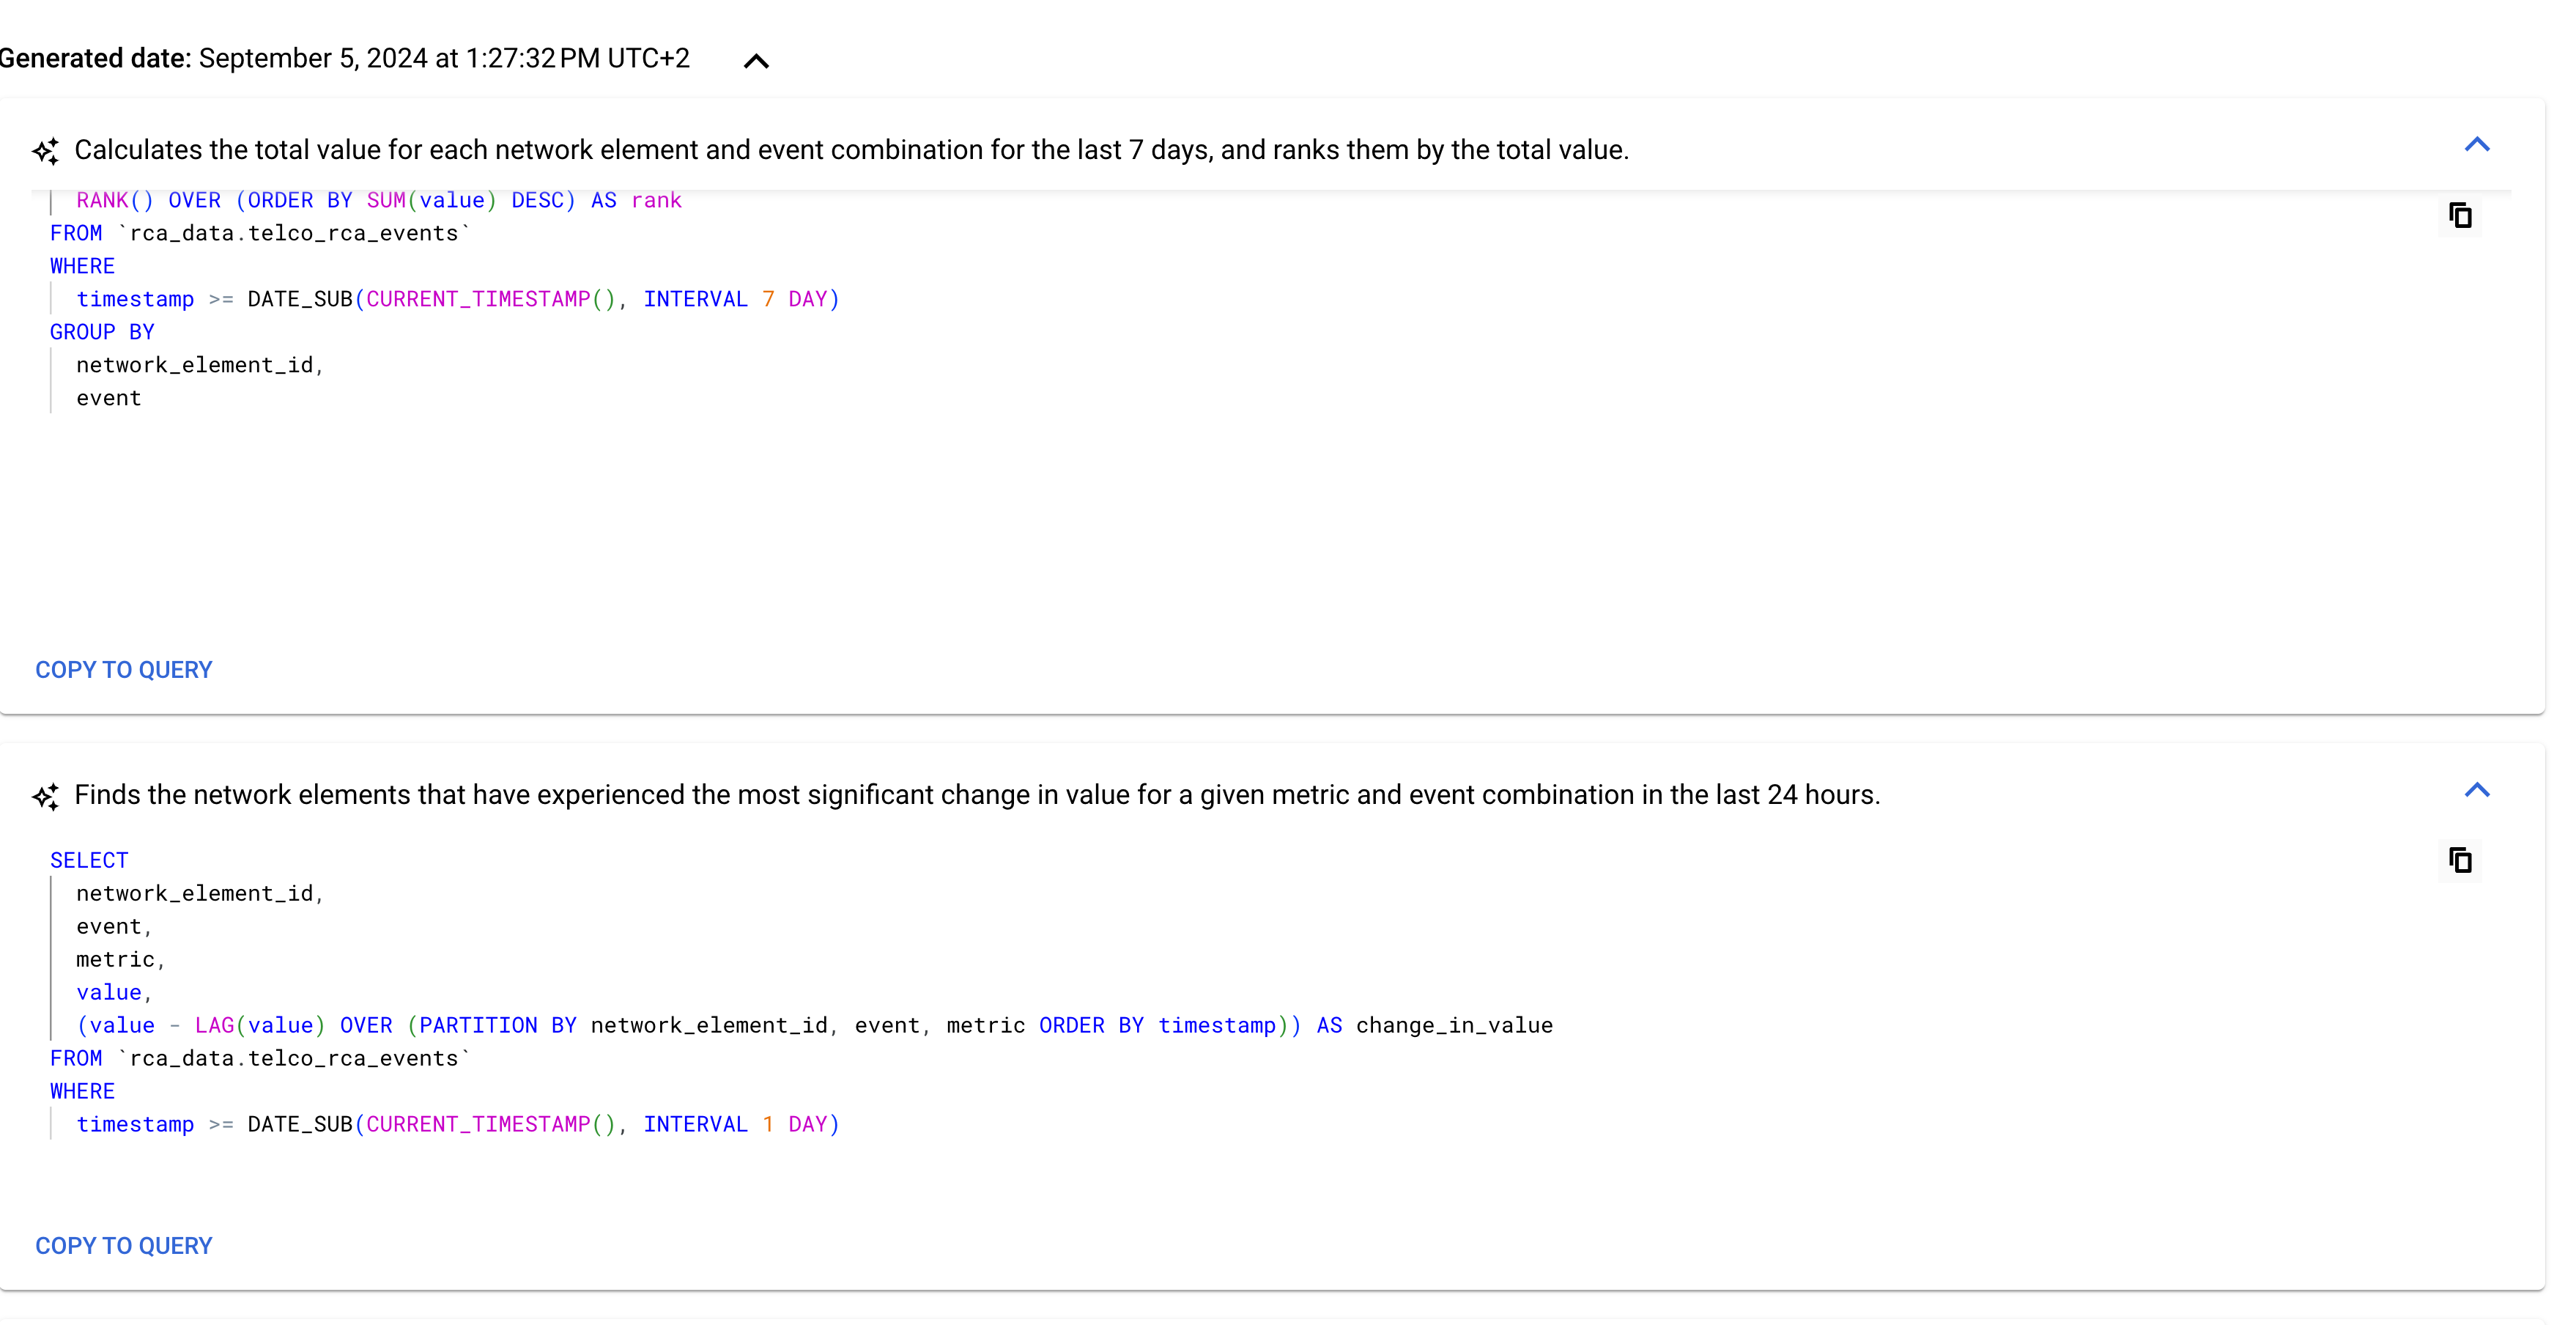 Generated date: September 5, 2024 at 1:27:32 PM UTC+2
Calculates the total value for each network element and event combination for the last 7 days, and ranks them by the total value.
RANK() OVER (ORDER BY SUM(value) DESC) AS rank
FROM `rca_data.telco_rca_events`
WHERE
timestamp >= DATE_SUB(CURRENT_TIMESTAMP(), INTERVAL 7 DAY)
GROUP BY
network_element_id,
event
COPY TO QUERY
Finds the network elements that have experienced the most significant change in value for a given metric and event combination in the last 24 hours.
SELECT
network_element_id,
event,
metric,
value,
(value - LAG(value) OVER (PARTITION BY network_element_id, event, metric ORDER BY timestamp)) AS change_in_value
FROM `rca_data.telco_rca_events`
WHERE
timestamp >= DATE_SUB(CURRENT_TIMESTAMP(), INTERVAL 1 DAY)
COPY TO QUERY